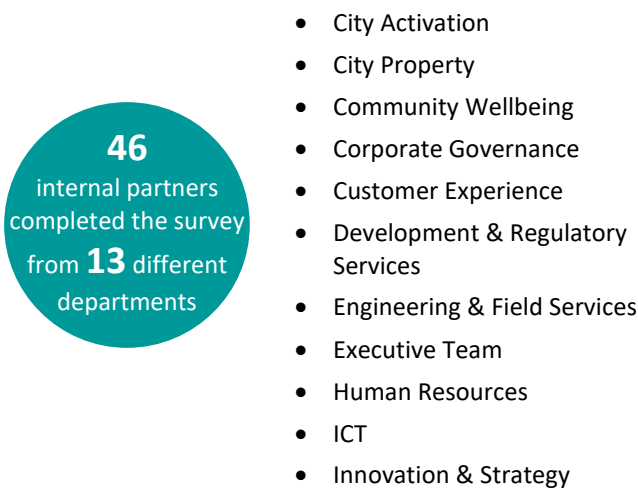 46
internal partners
completed the survey
from 13 different
departments
• City Activation
• City Property
• Community Wellbeing
• Corporate Governance
• Customer Experience
• Development & Regulatory
Services
• Engineering & Field Services
• Executive Team
• Human Resources
• ICT
• Innovation & Strategy